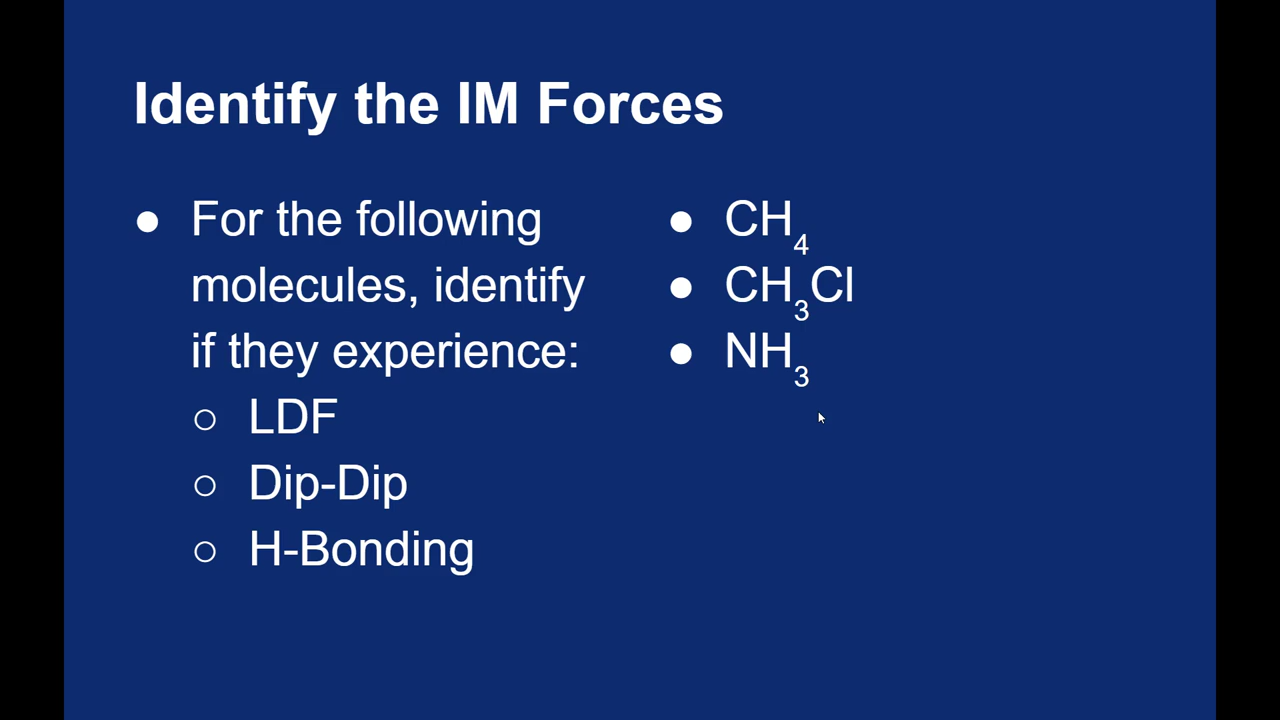 Identify the IM Forces
● For the following
molecules, identify
if they experience:
○ LDF
○ Dip-Dip
○ H-Bonding
● CH₄
● CH₃Cl
● NH₃